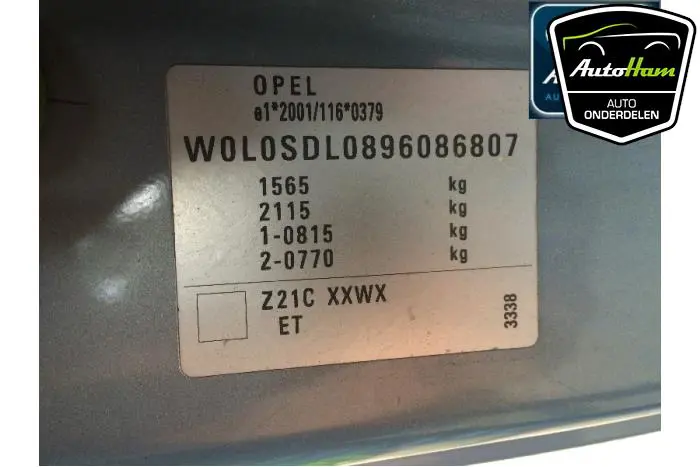 OPEL
e1*2001/116*0379
W0L0SDL0896086807
1565 kg
2115 kg
1-0815 kg
2-0770 kg
Z21C XXWX
ET
3338
AutoHam
AUTO
ONDERDELEN